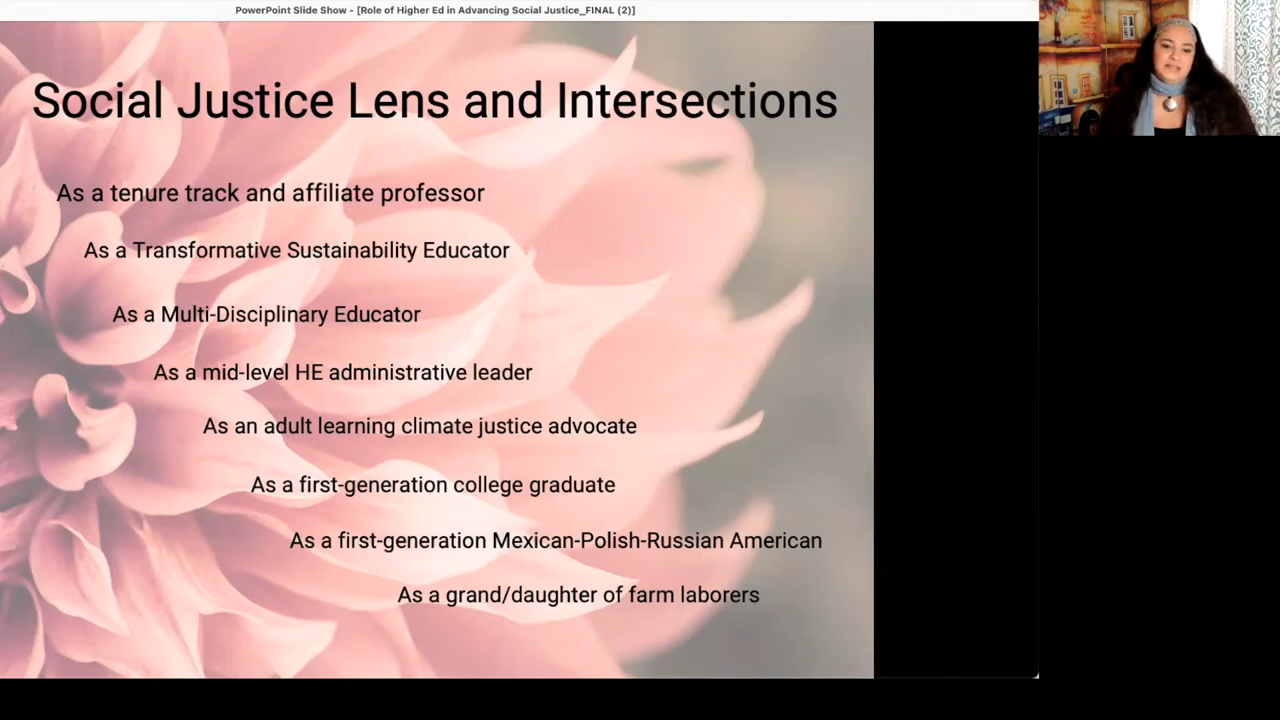 PowerPoint Slide Show - [Role of Higher Ed in Advancing Social Justice_FINAL (2)]
Social Justice Lens and Intersections
As a tenure track and affiliate professor
As a Transformative Sustainability Educator
As a Multi-Disciplinary Educator
As a mid-level HE administrative leader
As an adult learning climate justice advocate
As a first-generation college graduate
As a first-generation Mexican-Polish-Russian American
As a grand/daughter of farm laborers